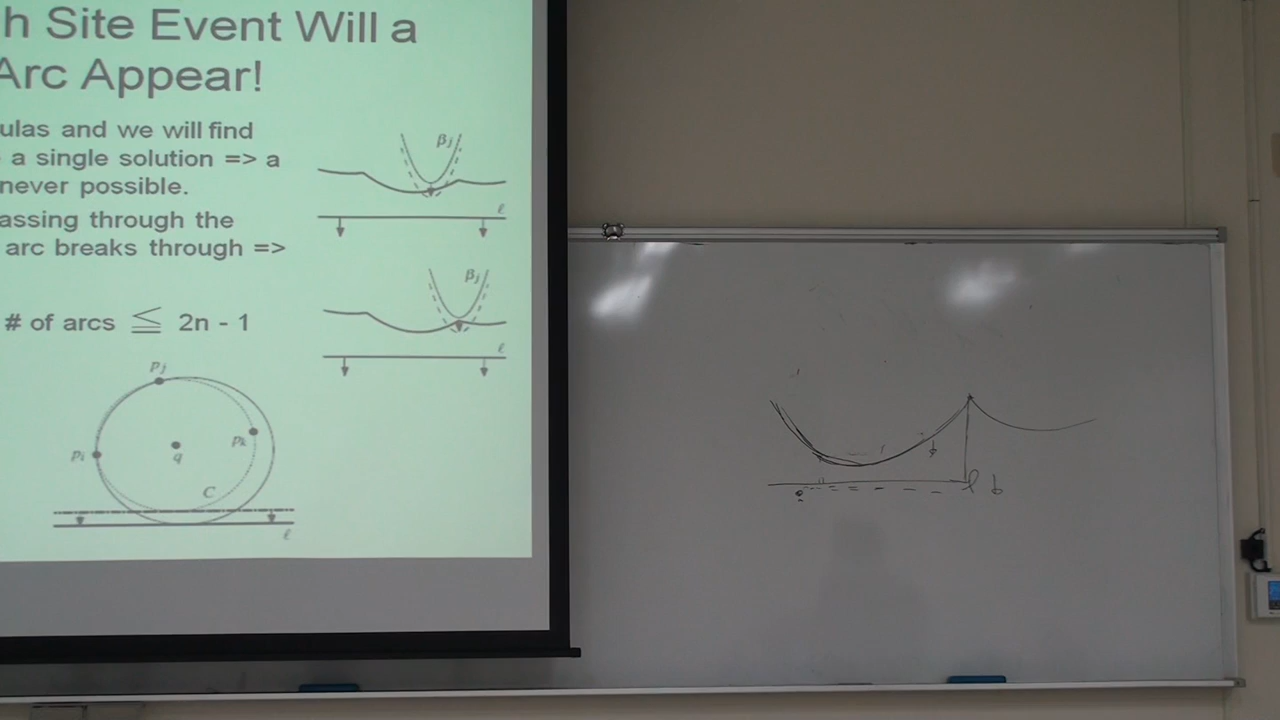 h Site Event Will a
Arc Appear!
ulas and we will find
a single solution => a
never possible.
assing through the
arc breaks through =>
# of arcs ≦ 2n - 1
βj
ℓ
βj
ℓ
pj
pi
q
pk
C
ℓ
l b